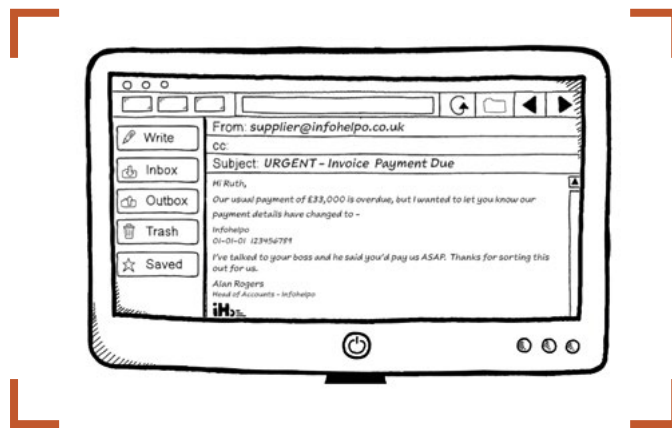 Write
Inbox
Outbox
Trash
Saved
From: supplier@infohelpo.co.uk
cc:
Subject: URGENT - Invoice Payment Due
Hi Ruth,
Our usual payment of £33,000 is overdue, but I wanted to let you know our
payment details have changed to -
Infohelpo
01-01-01 123456789
I've talked to your boss and he said you'd pay us ASAP. Thanks for sorting this
out for us.
Alan Rogers
Head of Accounts - Infohelpo